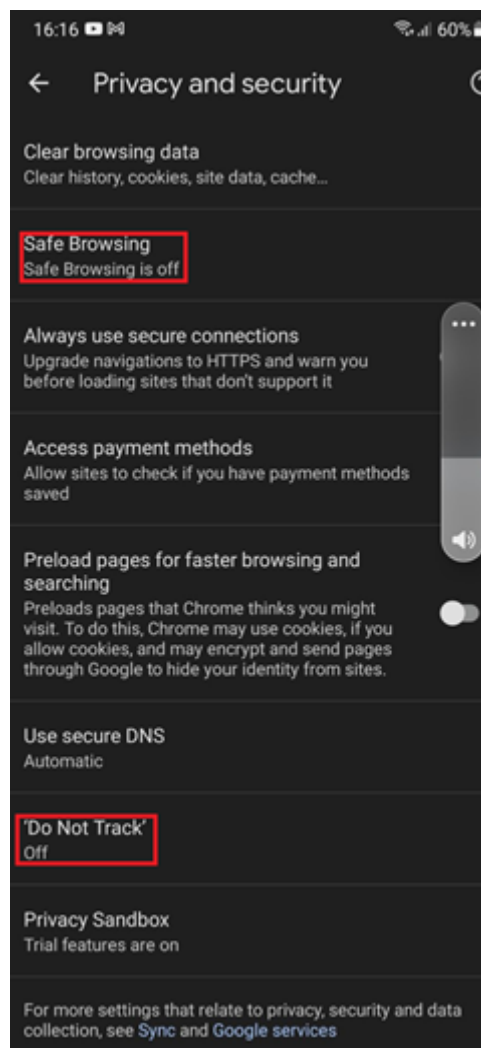 16:16 60%
Privacy and security
Clear browsing data
Clear history, cookies, site data, cache...
Safe Browsing
Safe Browsing is off
Always use secure connections
Upgrade navigations to HTTPS and warn you
before loading sites that don't support it
Access payment methods
Allow sites to check if you have payment methods
saved
Preload pages for faster browsing and
searching
Preloads pages that Chrome thinks you might
visit. To do this, Chrome may use cookies, if you
allow cookies, and may encrypt and send pages
through Google to hide your identity from sites.
Use secure DNS
Automatic
'Do Not Track'
Off
Privacy Sandbox
Trial features are on
For more settings that relate to privacy, security and data
collection, see Sync and Google services